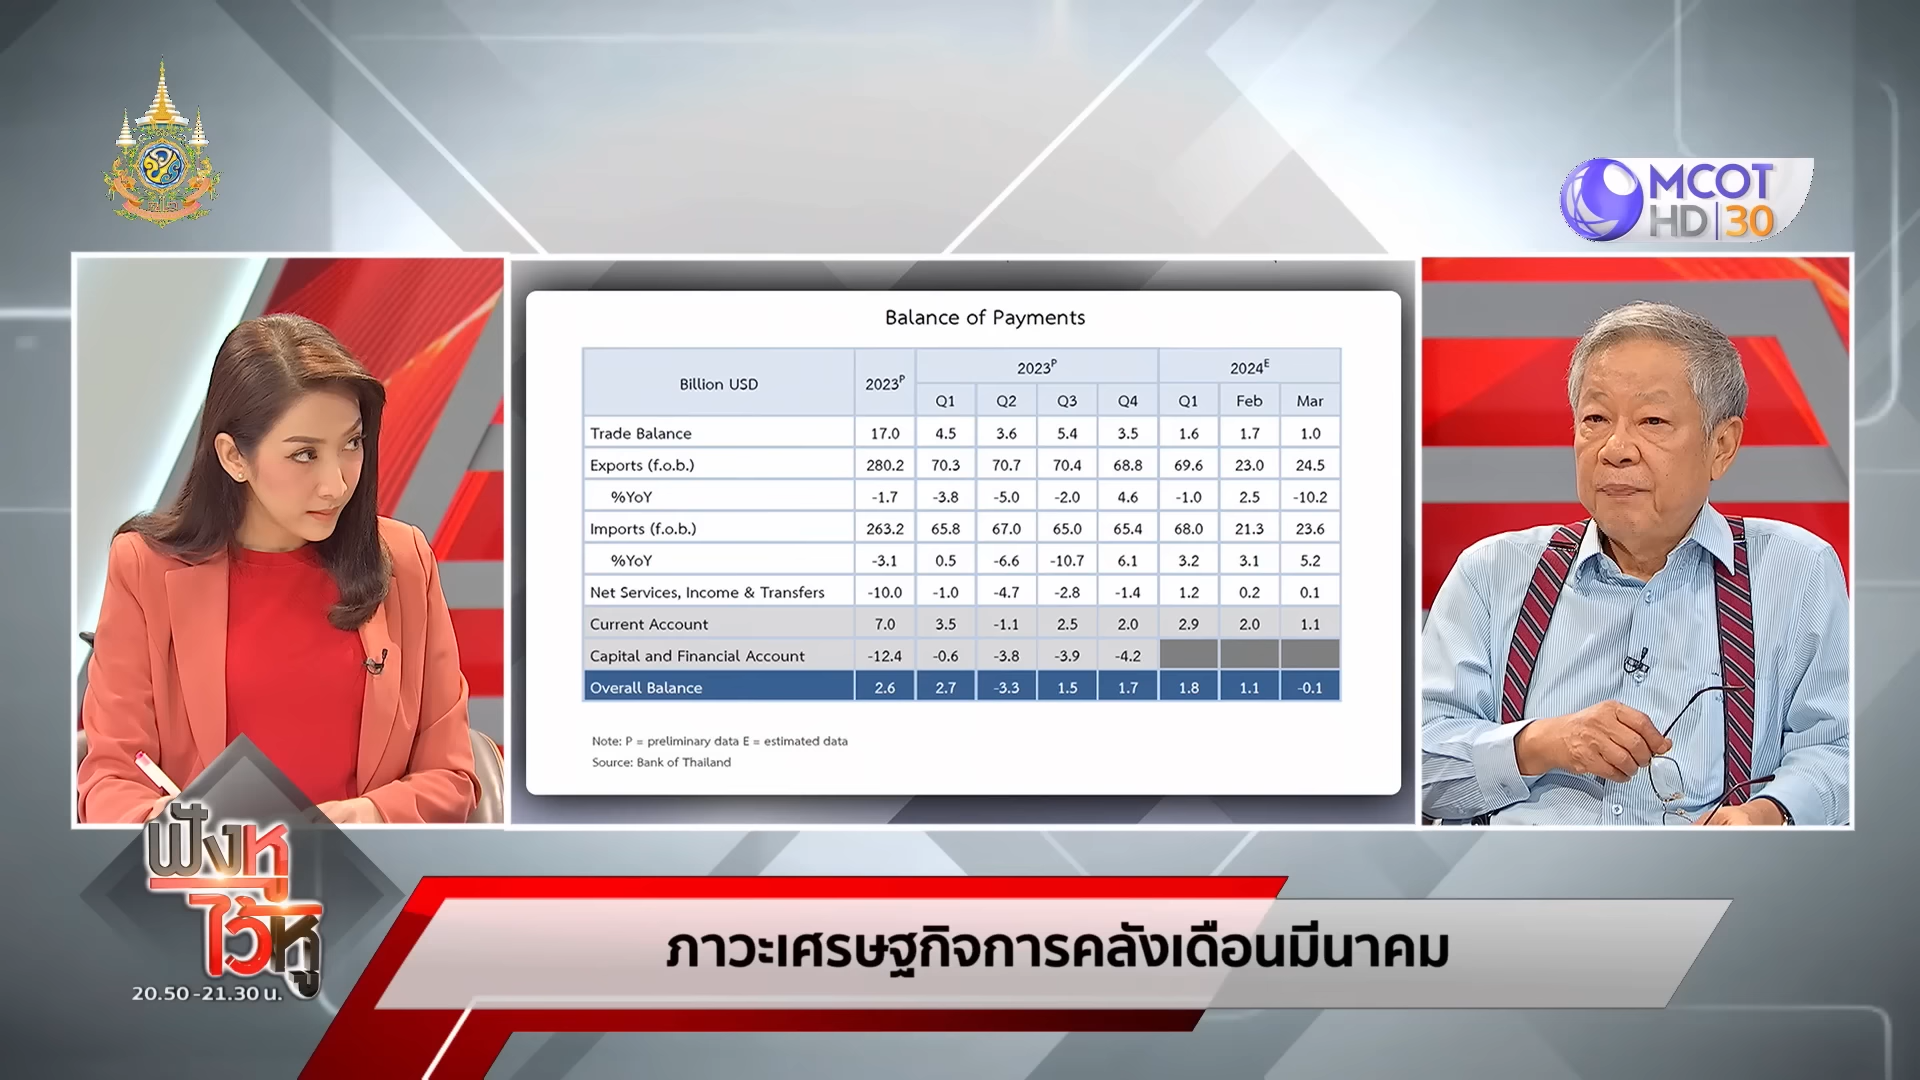 MCOT
HD 30
Balance of Payments
Billion USD 2023P 2023P 2024E
Q1 Q2 Q3 Q4 Q1 Feb Mar
Trade Balance 17.0 4.5 3.6 5.4 3.5 1.6 1.7 1.0
Exports (f.o.b.) 280.2 70.3 70.7 70.4 68.8 69.6 23.0 24.5
%YoY -1.7 -3.8 -5.0 -2.0 4.6 -1.0 2.5 -10.2
Imports (f.o.b.) 263.2 65.8 67.0 65.0 65.4 68.0 21.3 23.6
%YoY -3.1 0.5 -6.6 -10.7 6.1 3.2 3.1 5.2
Net Services, Income & Transfers -10.0 -1.0 -4.7 -2.8 -1.4 1.2 0.2 0.1
Current Account 7.0 3.5 -1.1 2.5 2.0 2.9 2.0 1.1
Capital and Financial Account -12.4 -0.6 -3.8 -3.9 -4.2
Overall Balance 2.6 2.7 -3.3 1.5 1.7 1.8 1.1 -0.1
Note: P = preliminary data E = estimated data
Source: Bank of Thailand
ฟังหู
ไว้หู
20.50 -21.30 น.
ภาวะเศรษฐกิจการคลังเดือนมีนาคม